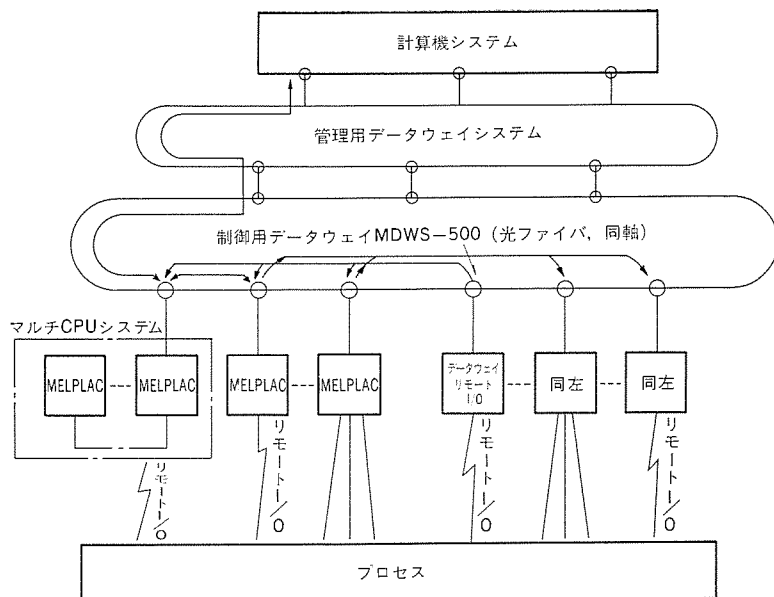 計算機システム
管理用データウェイシステム
制御用データウェイMDWS-500（光ファイバ，同軸）
マルチCPUシステム
MELPLAC
MELPLAC
MELPLAC
MELPLAC
データウェイ
リモート
I/O
同左
同左
リモートI/O
リモートI/O
リモートI/O
リモートI/O
プロセス